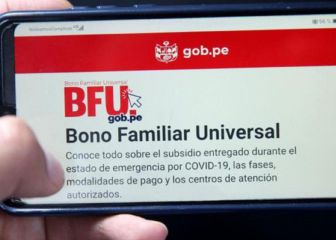 gob.pe
Bono Familiar Universal
BFU.
gob.pe
Bono Familiar Universal
Conoce todo sobre el subsidio entregado durante el
estado de emergencia por COVID-19, las fases,
modalidades de pago y los centros de atención
autorizados.